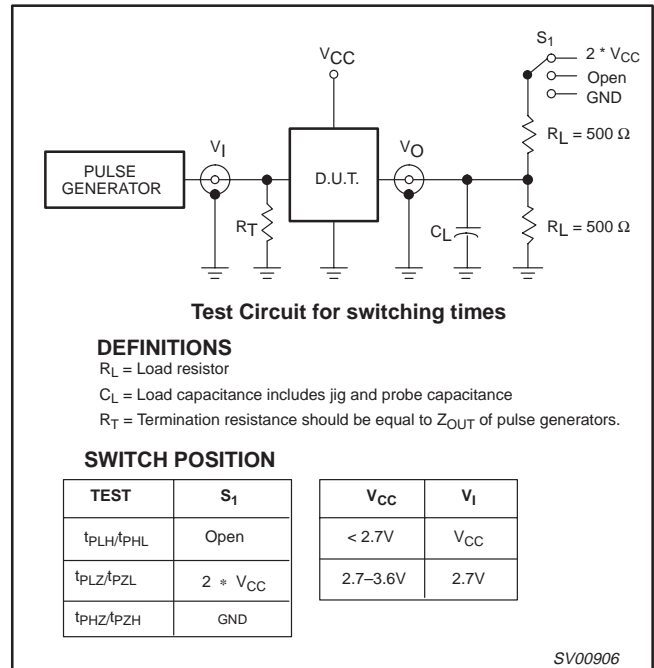 S1
2 * VCC
Open
GND
VCC
RL = 500 Ω
VI
VO
PULSE
GENERATOR
D.U.T.
RT
CL
RL = 500 Ω
Test Circuit for switching times
DEFINITIONS
RL = Load resistor
CL = Load capacitance includes jig and probe capacitance
RT = Termination resistance should be equal to ZOUT of pulse generators.
SWITCH POSITION
TEST S1
tPLH/tPHL Open
tPLZ/tPZL 2 * VCC
tPHZ/tPZH GND
VCC VI
< 2.7V VCC
2.7–3.6V 2.7V
SV00906